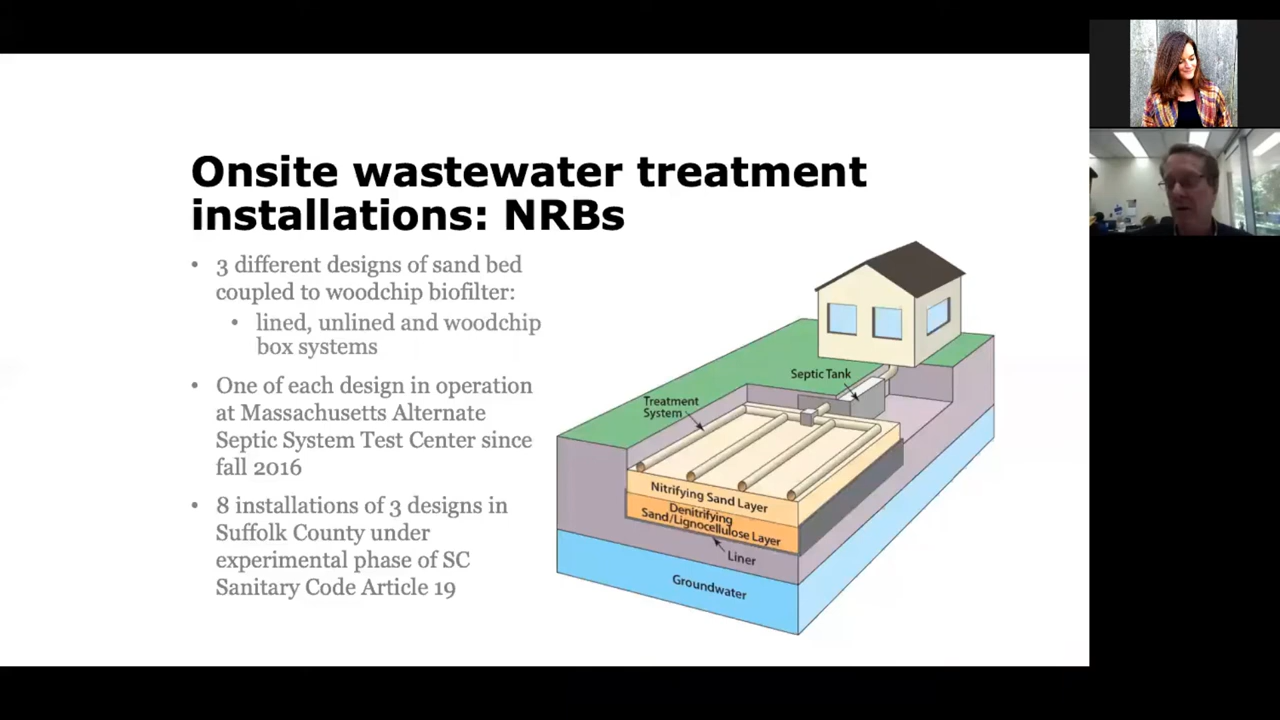 Onsite wastewater treatment
installations: NRBs
• 3 different designs of sand bed
coupled to woodchip biofilter:
• lined, unlined and woodchip
box systems
• One of each design in operation
at Massachusetts Alternate
Septic System Test Center since
fall 2016
• 8 installations of 3 designs in
Suffolk County under
experimental phase of SC
Sanitary Code Article 19
Septic Tank
Treatment
System
Nitrifying Sand Layer
Denitrifying
Sand/Lignocellulose Layer
Liner
Groundwater